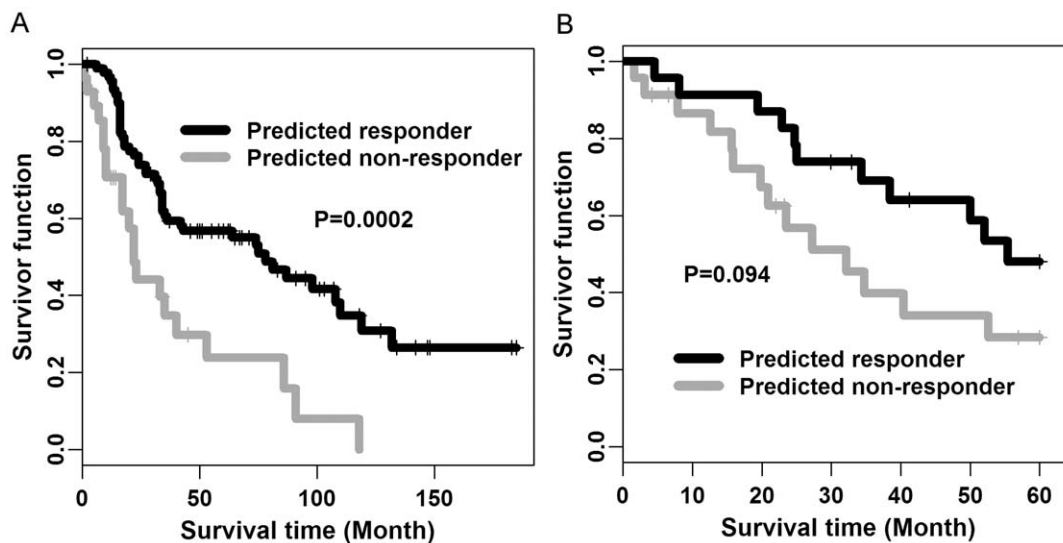 A
Survivor function
1.0
0.8
0.6
0.4
0.2
0.0
Predicted responder
Predicted non-responder
P=0.0002
0 50 100 150
Survival time (Month)
B
Survivor function
1.0
0.8
0.6
0.4
0.2
0.0
P=0.094
Predicted responder
Predicted non-responder
0 10 20 30 40 50 60
Survival time (Month)